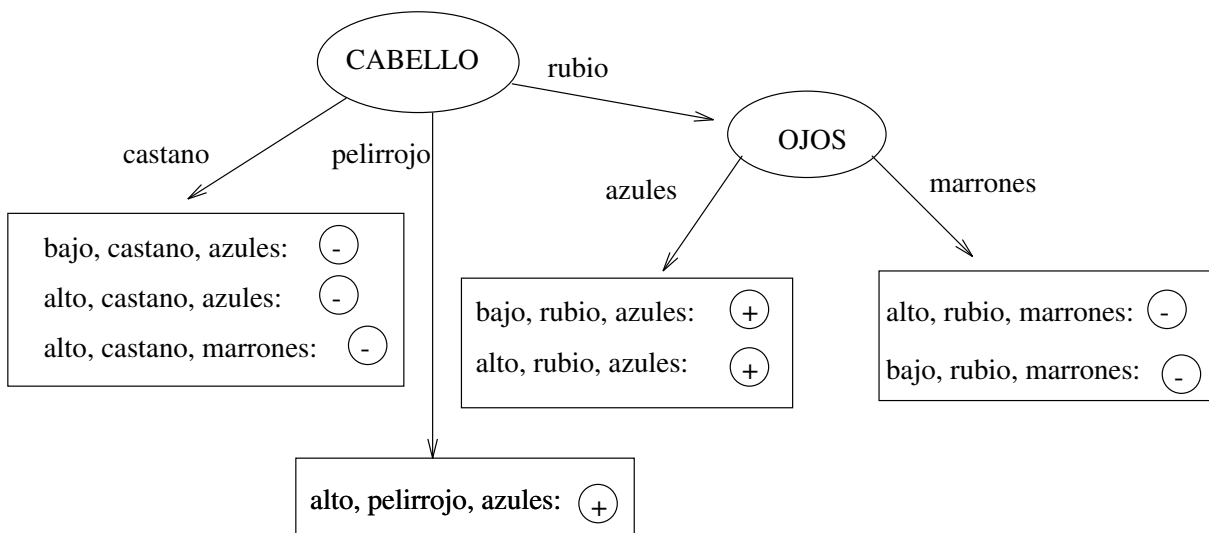 CABELLO
rubio
OJOS
castano
pelirrojo
azules
marrones
bajo, castano, azules: -
alto, castano, azules: -
alto, castano, marrones: -
bajo, rubio, azules: +
alto, rubio, azules: +
alto, rubio, marrones: -
bajo, rubio, marrones: -
alto, pelirrojo, azules: +